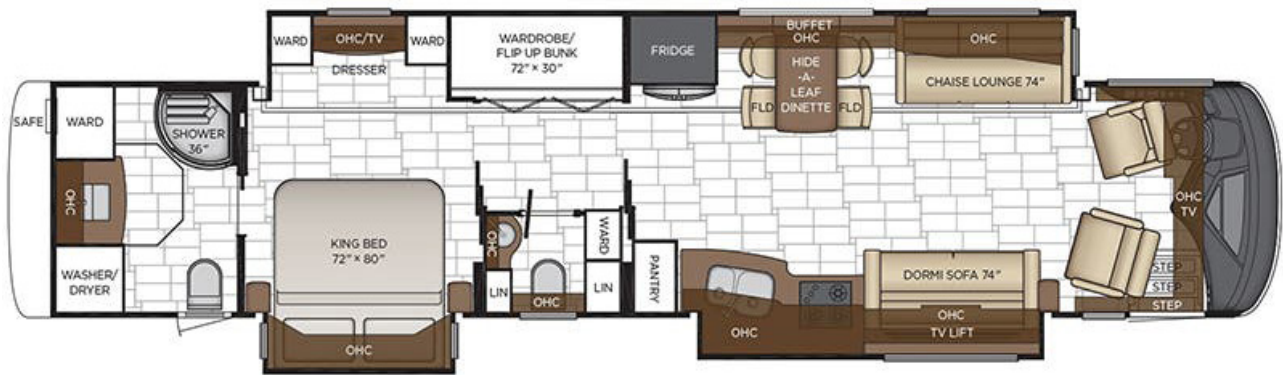 WARD
OHC/TV
WARD
DRESSER
WARDROBE/
FLIP UP BUNK
72" x 30"
FRIDGE
BUFFET
OHC
HIDE
-A-
LEAF
DINETTE
FLD
FLD
OHC
CHAISE LOUNGE 74"
SAFE
WARD
SHOWER
36"
OHC
WASHER/
DRYER
KING BED
72" x 80"
OHC
OHC
LIN
OHC
WARD
LIN
PANTRY
OHC
DORMI SOFA 74"
OHC
TV LIFT
OHC
TV
STEP
STEP
STEP